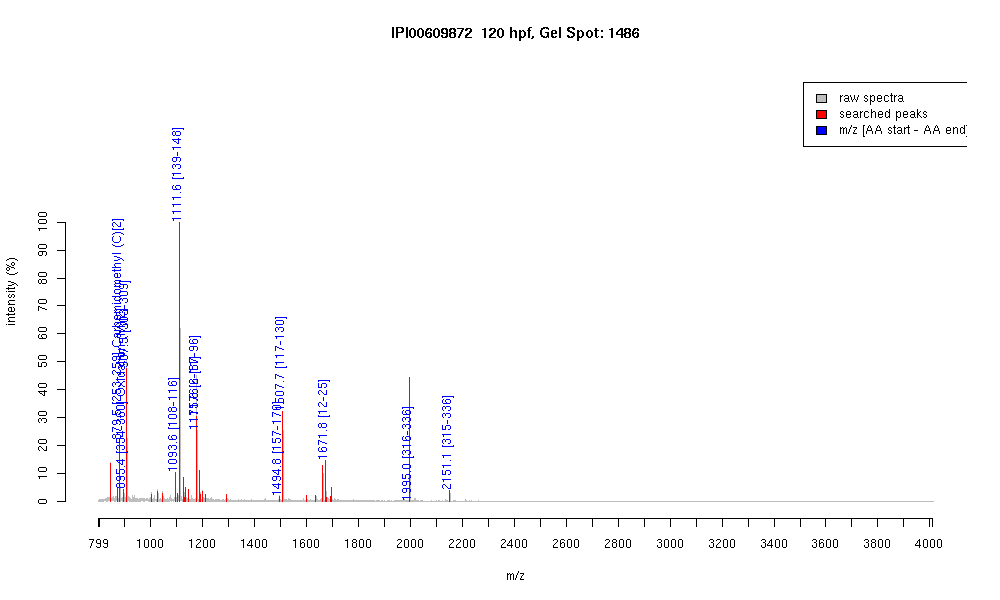 IPI00609872 120 hpf, Gel Spot: 1486
raw spectra
searched peaks
m/z [AA start - AA end]
intensity (%)
100
90
80
70
60
50
40
30
20
10
0
1093.6 [108-116]
1111.6 [139-148]
1494.8 [157-170]
1507.7 [117-130]
1671.8 [12-25]
1995.0 [316-336]
2151.1 [315-336]
799 1000 1200 1400 1600 1800 2000 2200 2400 2600 2800 3000 3200 3400 3600 3800 4000
m/z